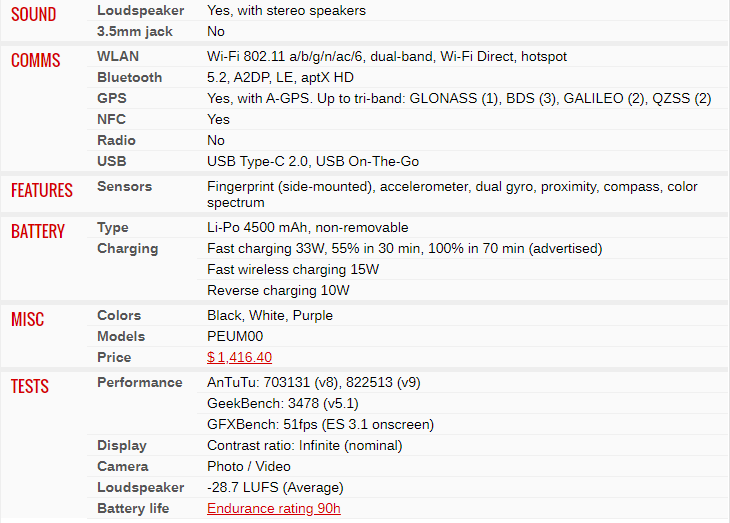 SOUND Loudspeaker Yes, with stereo speakers
3.5mm jack No
COMMS WLAN Wi-Fi 802.11 a/b/g/n/ac/6, dual-band, Wi-Fi Direct, hotspot
Bluetooth 5.2, A2DP, LE, aptX HD
GPS Yes, with A-GPS. Up to tri-band: GLONASS (1), BDS (3), GALILEO (2), QZSS (2)
NFC Yes
Radio No
USB USB Type-C 2.0, USB On-The-Go
FEATURES Sensors Fingerprint (side-mounted), accelerometer, dual gyro, proximity, compass, color
spectrum
BATTERY Type Li-Po 4500 mAh, non-removable
Charging Fast charging 33W, 55% in 30 min, 100% in 70 min (advertised)
Fast wireless charging 15W
Reverse charging 10W
MISC Colors Black, White, Purple
Models PEUM00
Price $ 1,416.40
TESTS Performance AnTuTu: 703131 (v8), 822513 (v9)
GeekBench: 3478 (v5.1)
GFXBench: 51fps (ES 3.1 onscreen)
Display Contrast ratio: Infinite (nominal)
Camera Photo / Video
Loudspeaker -28.7 LUFS (Average)
Battery life Endurance rating 90h